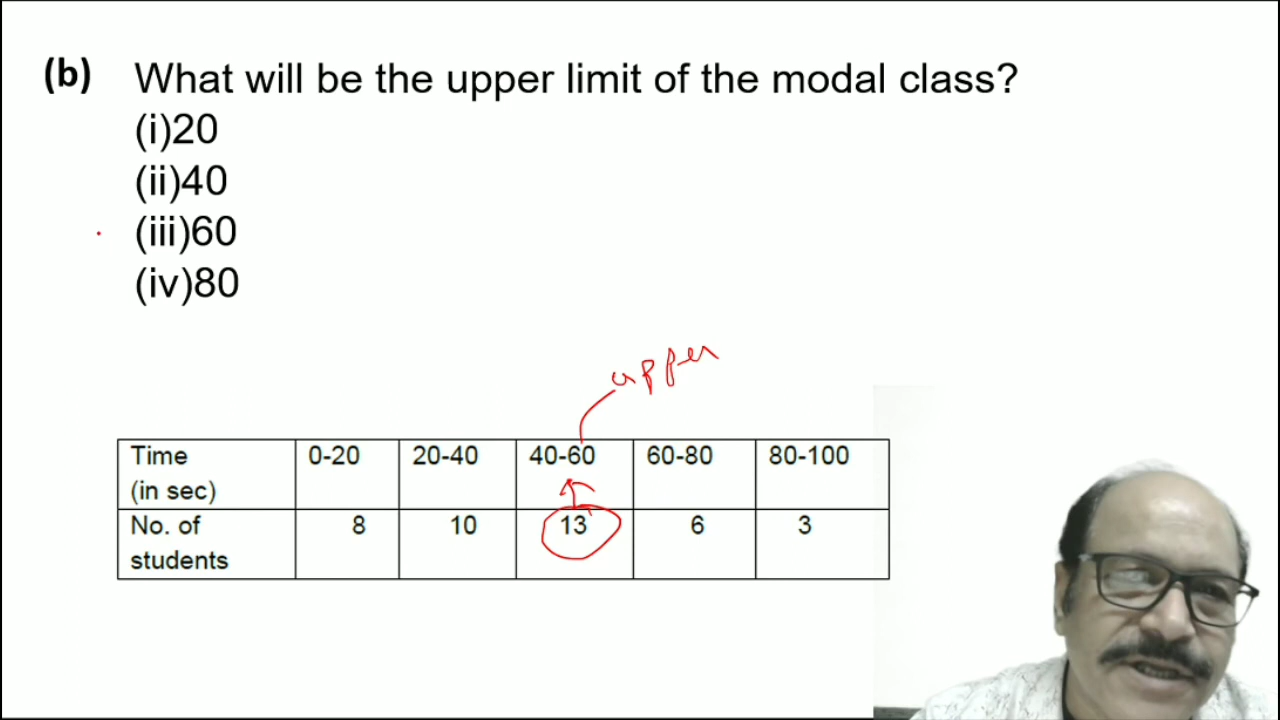 (b) What will be the upper limit of the modal class?
(i)20
(ii)40
(iii)60
(iv)80
upper
Time (in sec) 0-20 20-40 40-60 60-80 80-100
No. of students 8 10 13 6 3